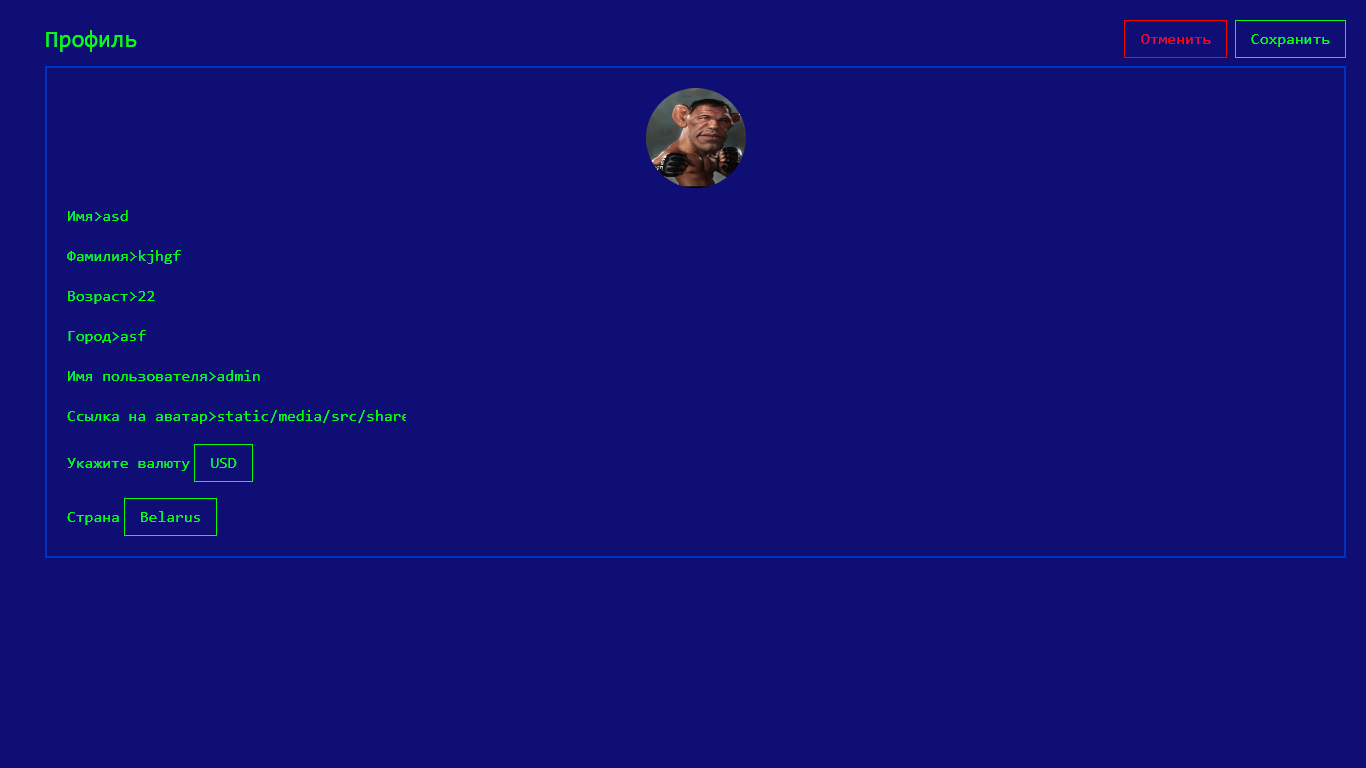 Профиль
Отменить
Сохранить
Имя>asd
Фамилия>kjhgf
Возраст>22
Город>asf
Имя пользователя>admin
Ссылка на аватар>static/media/src/share
Укажите валюту USD
Страна Belarus